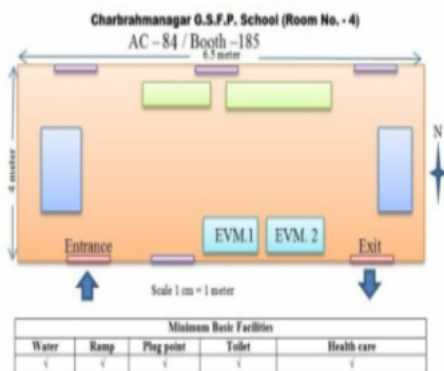 Charbrahmanagar G.S.F.P. School (Room No. - 4)
AC – 84 / Booth –185
6.5 meter
4 meter
N
EVM.1 EVM. 2
Entrance Exit
Scale 1 cm = 1 meter
Minimum Basic Facilities
Water Ramp Plug point Toilet Health care
√ √ √ √ √